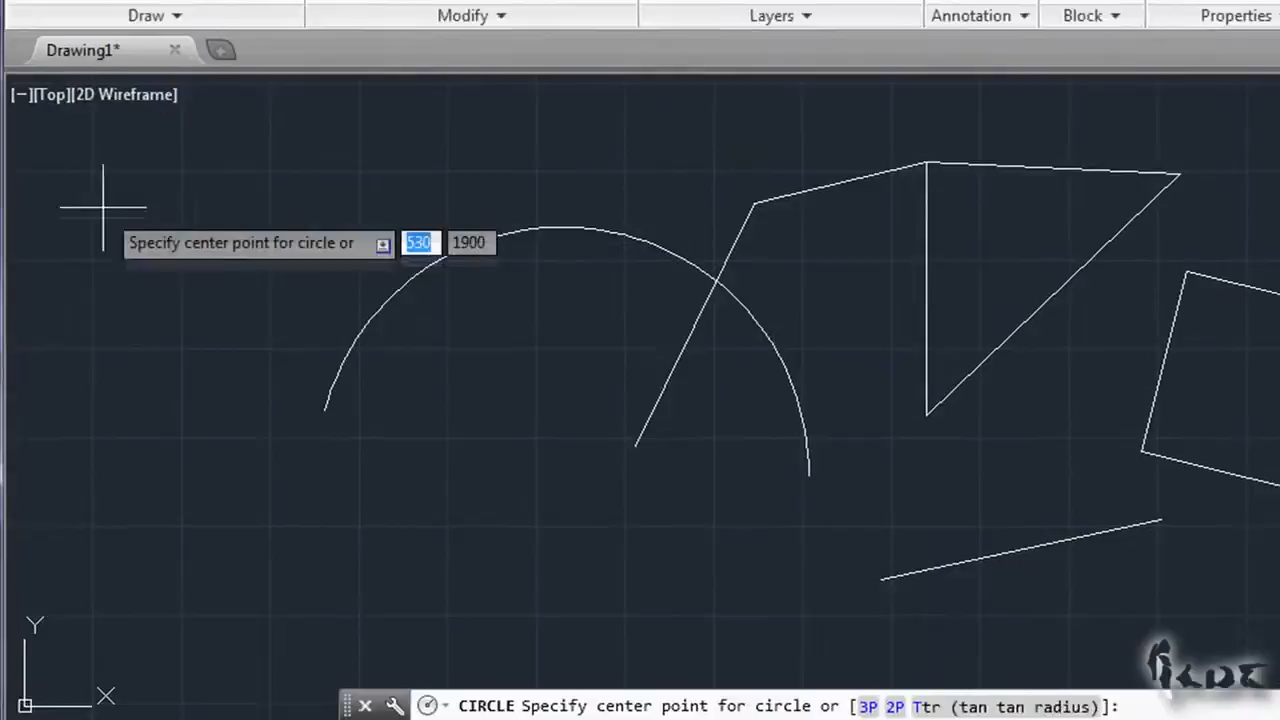 Draw Modify Layers Annotation Block Properties
Drawing1*
[−][Top][2D Wireframe]
Specify center point for circle or 530 1900
Y
X
CIRCLE Specify center point for circle or [3P 2P Ttr (tan tan radius)]: